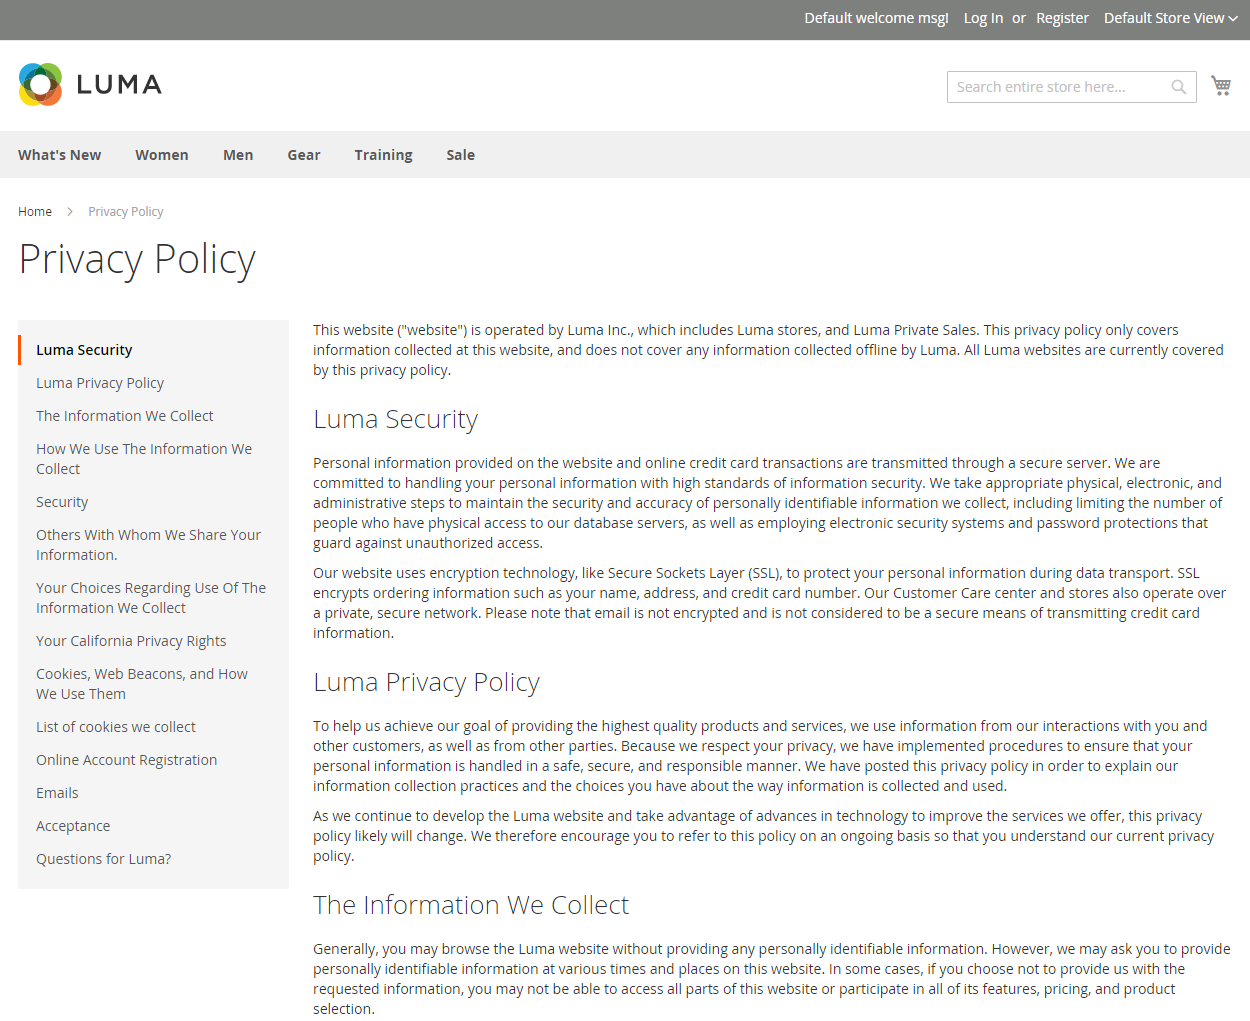 Default welcome msg! Log In or Register Default Store View
LUMA
Search entire store here...
What's New Women Men Gear Training Sale
Home Privacy Policy
Privacy Policy
Luma Security
Luma Privacy Policy
The Information We Collect
How We Use The Information We
Collect
Security
Others With Whom We Share Your
Information.
Your Choices Regarding Use Of The
Information We Collect
Your California Privacy Rights
Cookies, Web Beacons, and How
We Use Them
List of cookies we collect
Online Account Registration
Emails
Acceptance
Questions for Luma?
This website ("website") is operated by Luma Inc., which includes Luma stores, and Luma Private Sales. This privacy policy only covers
information collected at this website, and does not cover any information collected offline by Luma. All Luma websites are currently covered
by this privacy policy.
Luma Security
Personal information provided on the website and online credit card transactions are transmitted through a secure server. We are
committed to handling your personal information with high standards of information security. We take appropriate physical, electronic, and
administrative steps to maintain the security and accuracy of personally identifiable information we collect, including limiting the number of
people who have physical access to our database servers, as well as employing electronic security systems and password protections that
guard against unauthorized access.
Our website uses encryption technology, like Secure Sockets Layer (SSL), to protect your personal information during data transport. SSL
encrypts ordering information such as your name, address, and credit card number. Our Customer Care center and stores also operate over
a private, secure network. Please note that email is not encrypted and is not considered to be a secure means of transmitting credit card
information.
Luma Privacy Policy
To help us achieve our goal of providing the highest quality products and services, we use information from our interactions with you and
other customers, as well as from other parties. Because we respect your privacy, we have implemented procedures to ensure that your
personal information is handled in a safe, secure, and responsible manner. We have posted this privacy policy in order to explain our
information collection practices and the choices you have about the way information is collected and used.
As we continue to develop the Luma website and take advantage of advances in technology to improve the services we offer, this privacy
policy likely will change. We therefore encourage you to refer to this policy on an ongoing basis so that you understand our current privacy
policy.
The Information We Collect
Generally, you may browse the Luma website without providing any personally identifiable information. However, we may ask you to provide
personally identifiable information at various times and places on this website. In some cases, if you choose not to provide us with the
requested information, you may not be able to access all parts of this website or participate in all of its features, pricing, and product
selection.